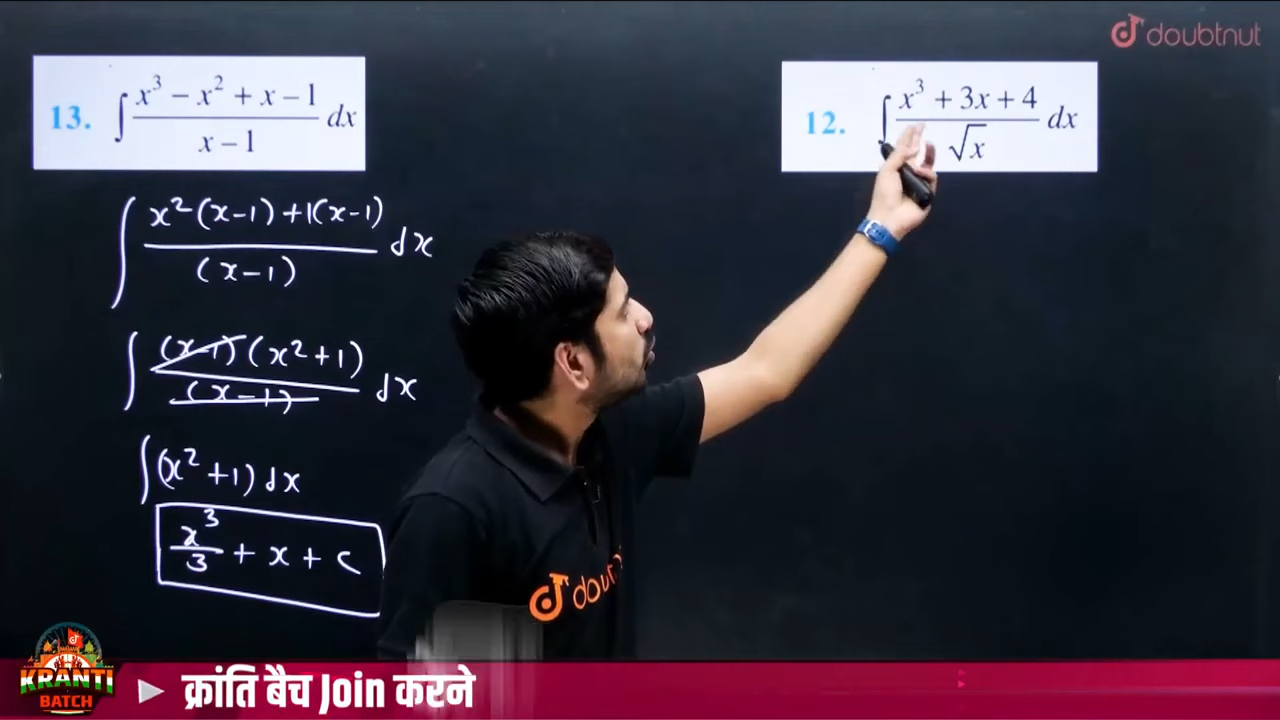 doubtnut
13. ∫ (x³ − x² + x − 1)/(x − 1) dx
12. ∫ (x³ + 3x + 4)/√x dx
∫ (x²(x−1)+1(x−1))/((x−1)) dx
∫ ((x−1)(x²+1))/((x−1)) dx
∫(x²+1) dx
x³/3 + x + c
doubt
KRANTI
BATCH
क्रांति बैच Join करने